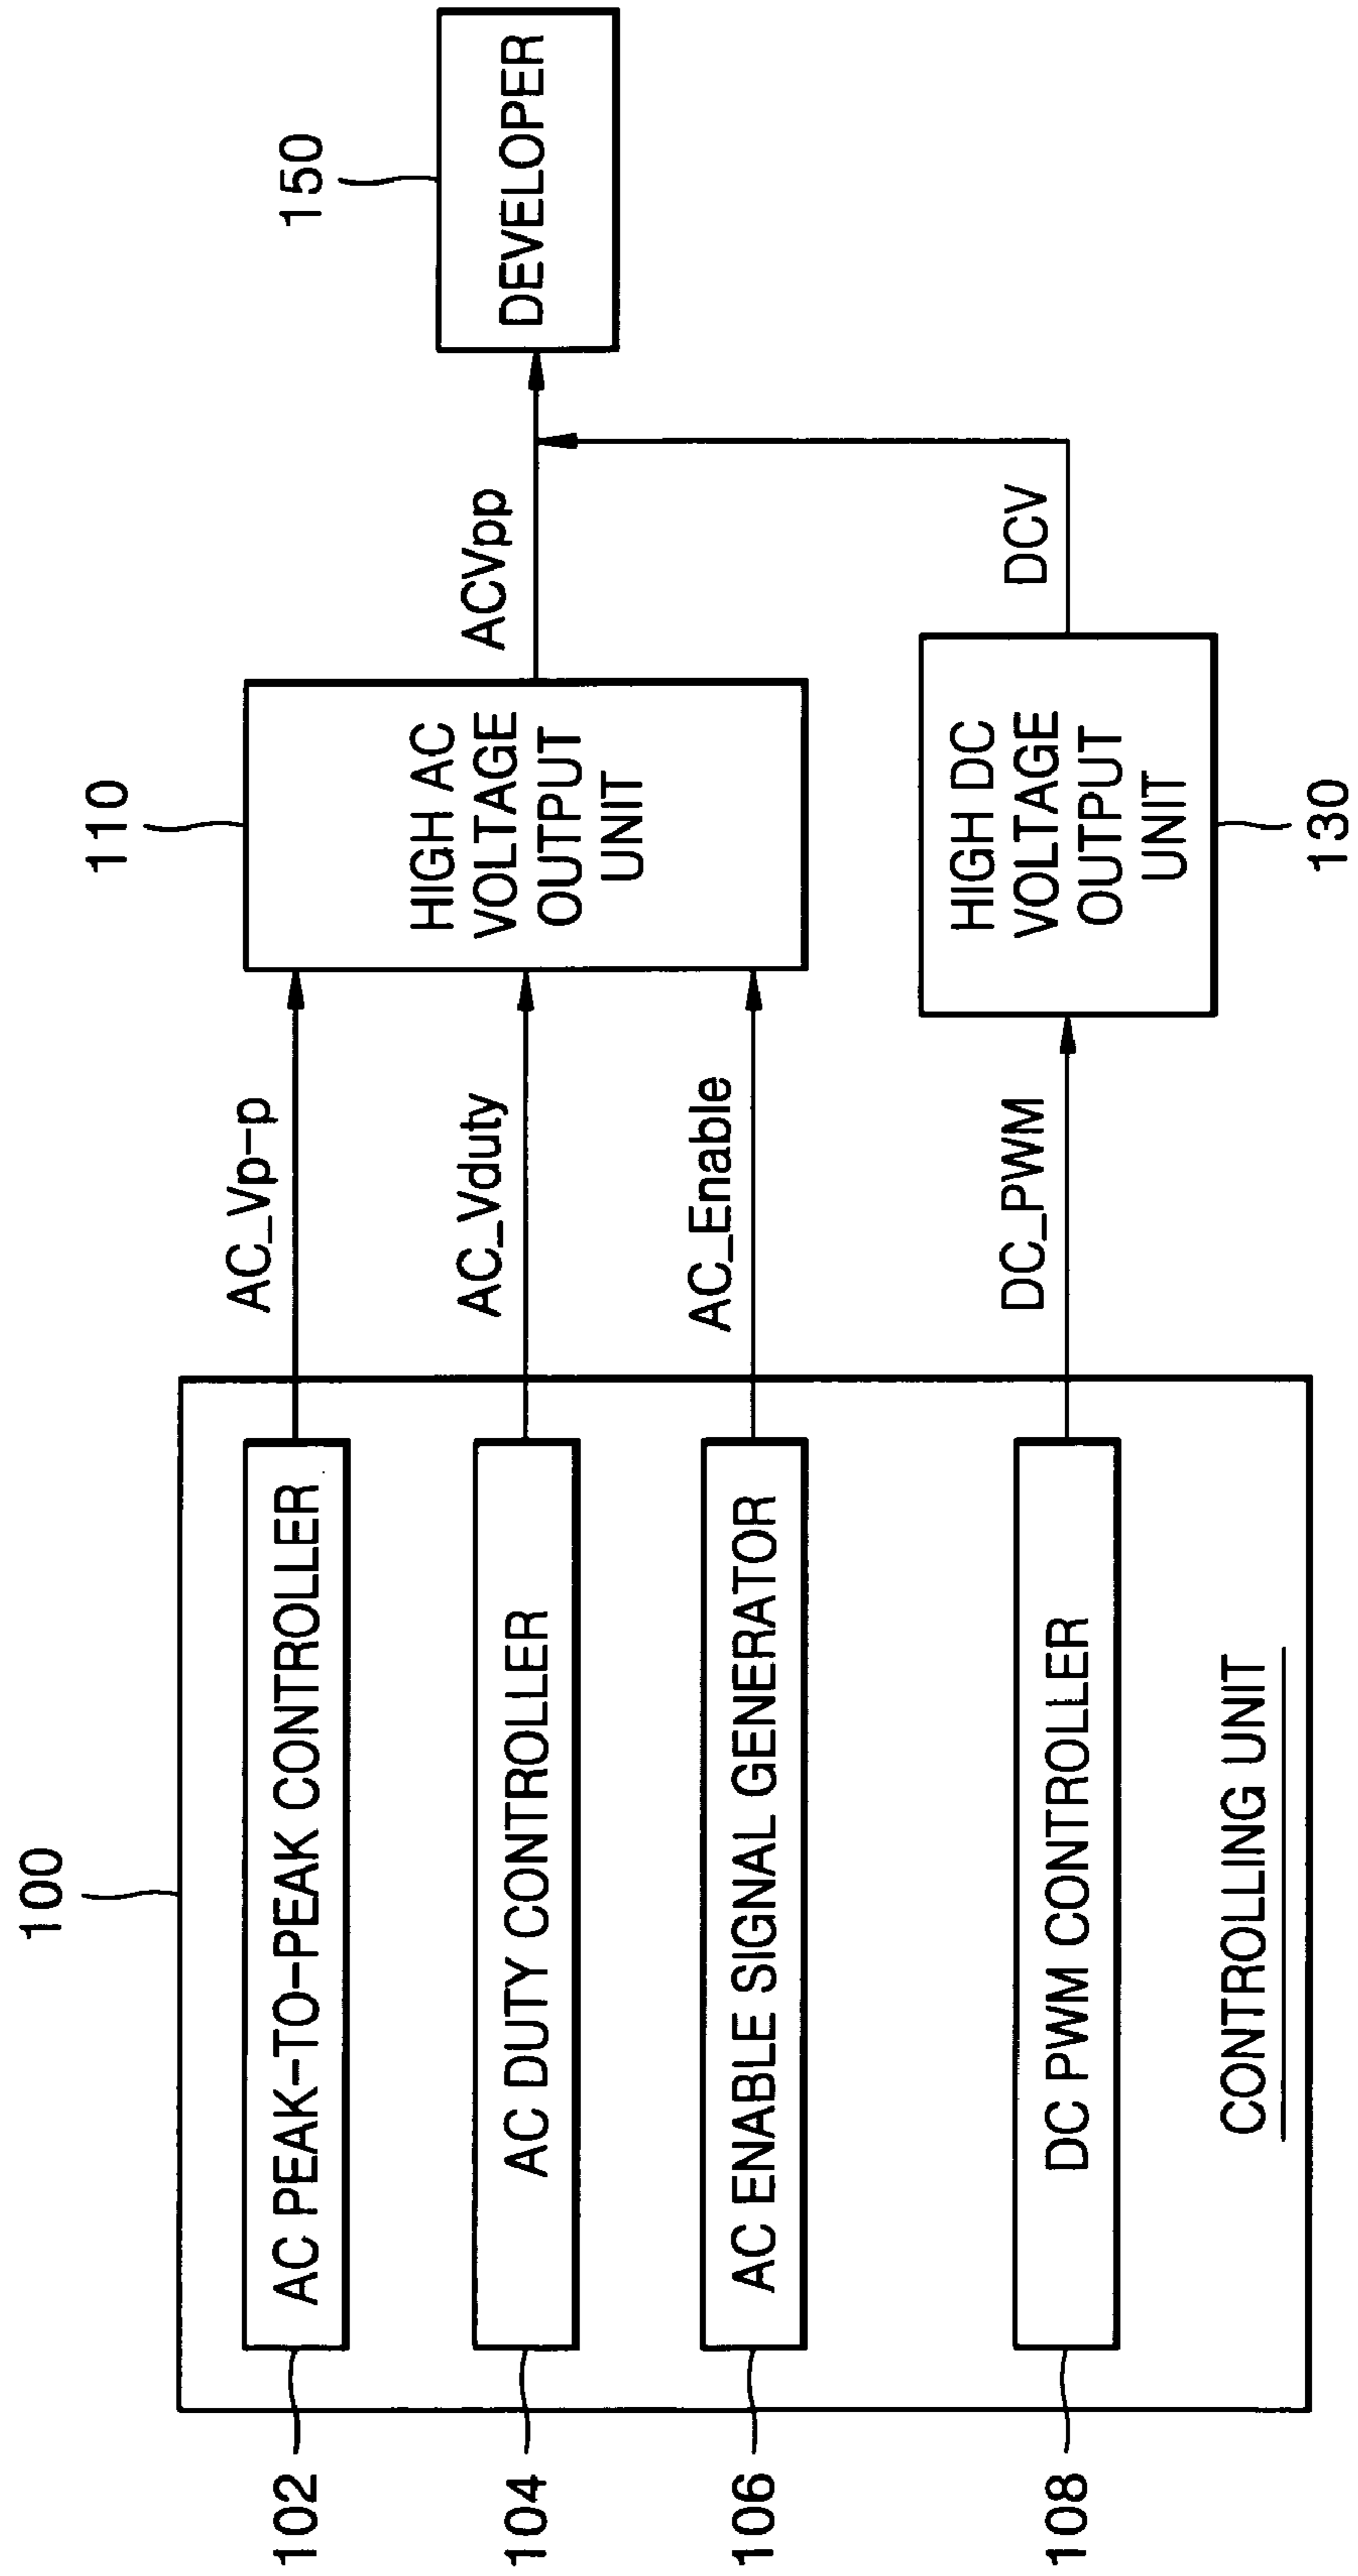 100
102
AC PEAK-TO-PEAK CONTROLLER
104
AC DUTY CONTROLLER
106
AC ENABLE SIGNAL GENERATOR
108
DC PWM CONTROLLER
CONTROLLING UNIT
AC_Vp-p
AC_Vduty
AC_Enable
DC_PWM
110
HIGH AC
VOLTAGE
OUTPUT
UNIT
HIGH DC
VOLTAGE
OUTPUT
UNIT
130
ACVpp
DCV
150
DEVELOPER